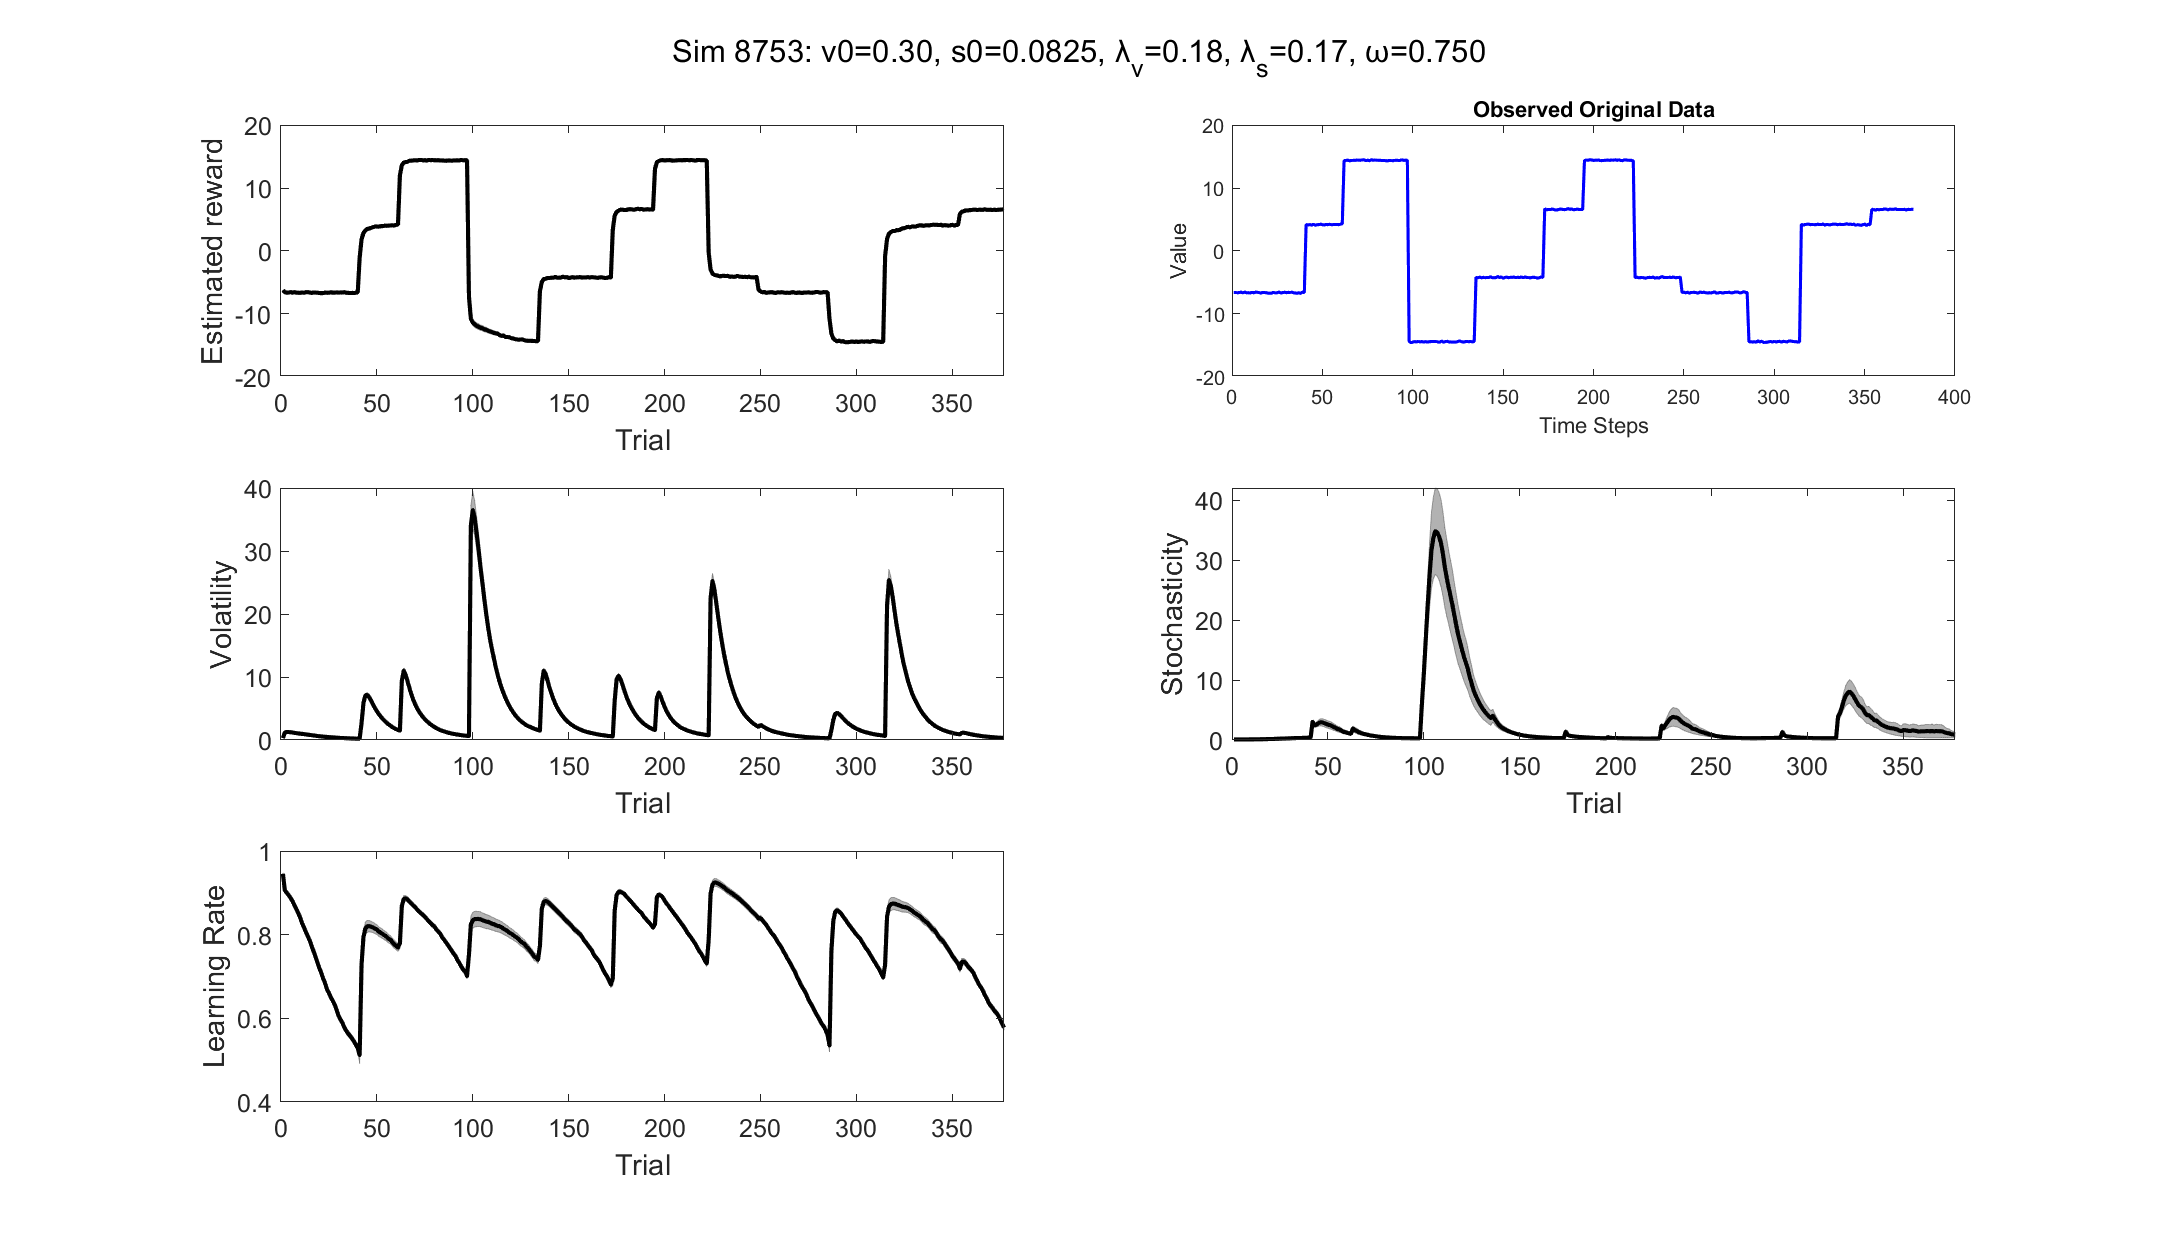 Sim 8753: v0=0.30, s0=0.0825, λ_v=0.18, λ_s=0.17, ω=0.750
Estimated reward
20
10
0
-10
-20
0 50 100 150 200 250 300 350
Trial
Observed Original Data
Value
20
10
0
-10
-20
0 50 100 150 200 250 300 350 400
Time Steps
Volatility
40
30
20
10
0
0 50 100 150 200 250 300 350
Trial
Stochasticity
40
30
20
10
0
0 50 100 150 200 250 300 350
Trial
Learning Rate
1
0.8
0.6
0.4
0 50 100 150 200 250 300 350
Trial